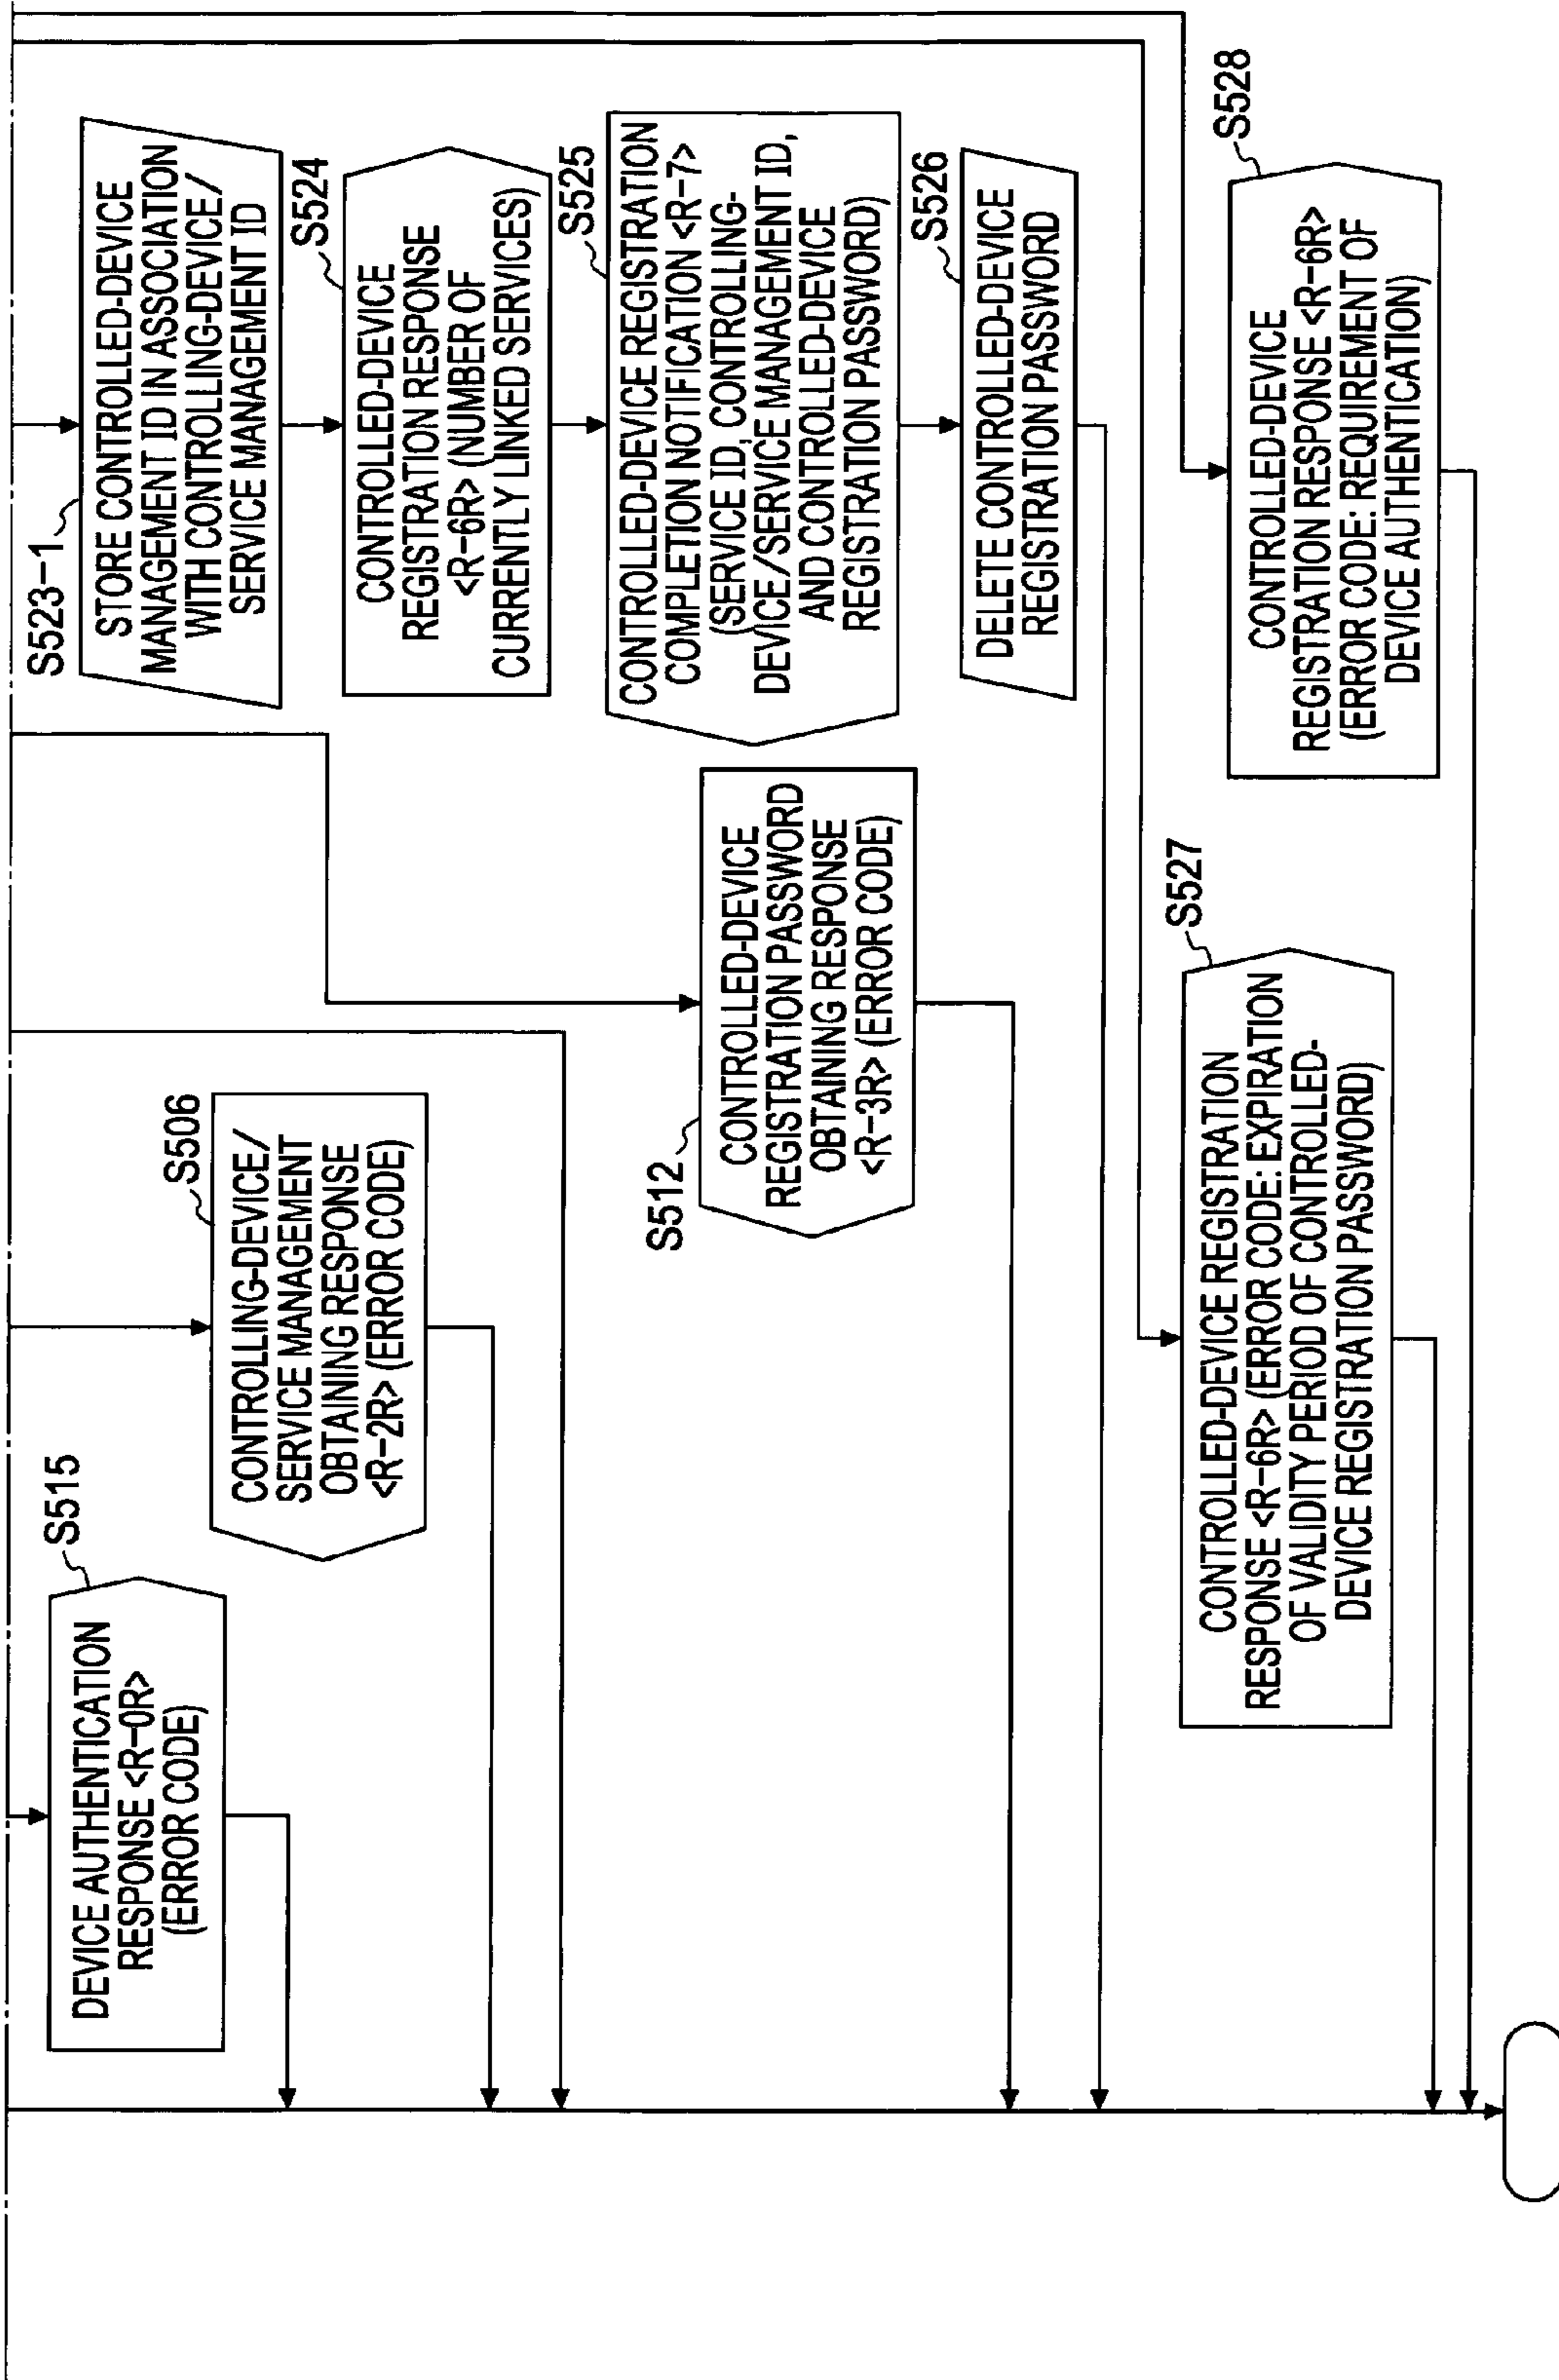 S515
DEVICE AUTHENTICATION
RESPONSE <R-0R>
(ERROR CODE)
S506
CONTROLLING-DEVICE/
SERVICE MANAGEMENT
OBTAINING RESPONSE
<R-2R> (ERROR CODE)
S512
CONTROLLED-DEVICE
REGISTRATION PASSWORD
OBTAINING RESPONSE
<R-3R> (ERROR CODE)
S523-1
STORE CONTROLLED-DEVICE
MANAGEMENT ID IN ASSOCIATION
WITH CONTROLLING-DEVICE/
SERVICE MANAGEMENT ID
S524
CONTROLLED-DEVICE
REGISTRATION RESPONSE
<R-6R> (NUMBER OF
CURRENTLY LINKED SERVICES)
S525
CONTROLLED-DEVICE REGISTRATION
COMPLETION NOTIFICATION <R-7>
(SERVICE ID, CONTROLLING-
DEVICE/SERVICE MANAGEMENT ID,
AND CONTROLLED-DEVICE
REGISTRATION PASSWORD)
S526
DELETE CONTROLLED-DEVICE
REGISTRATION PASSWORD
S527
CONTROLLED-DEVICE REGISTRATION
RESPONSE <R-6R> (ERROR CODE: EXPIRATION
OF VALIDITY PERIOD OF CONTROLLED-
DEVICE REGISTRATION PASSWORD)
S528
CONTROLLED-DEVICE
REGISTRATION RESPONSE <R-6R>
(ERROR CODE: REQUIREMENT OF
DEVICE AUTHENTICATION)